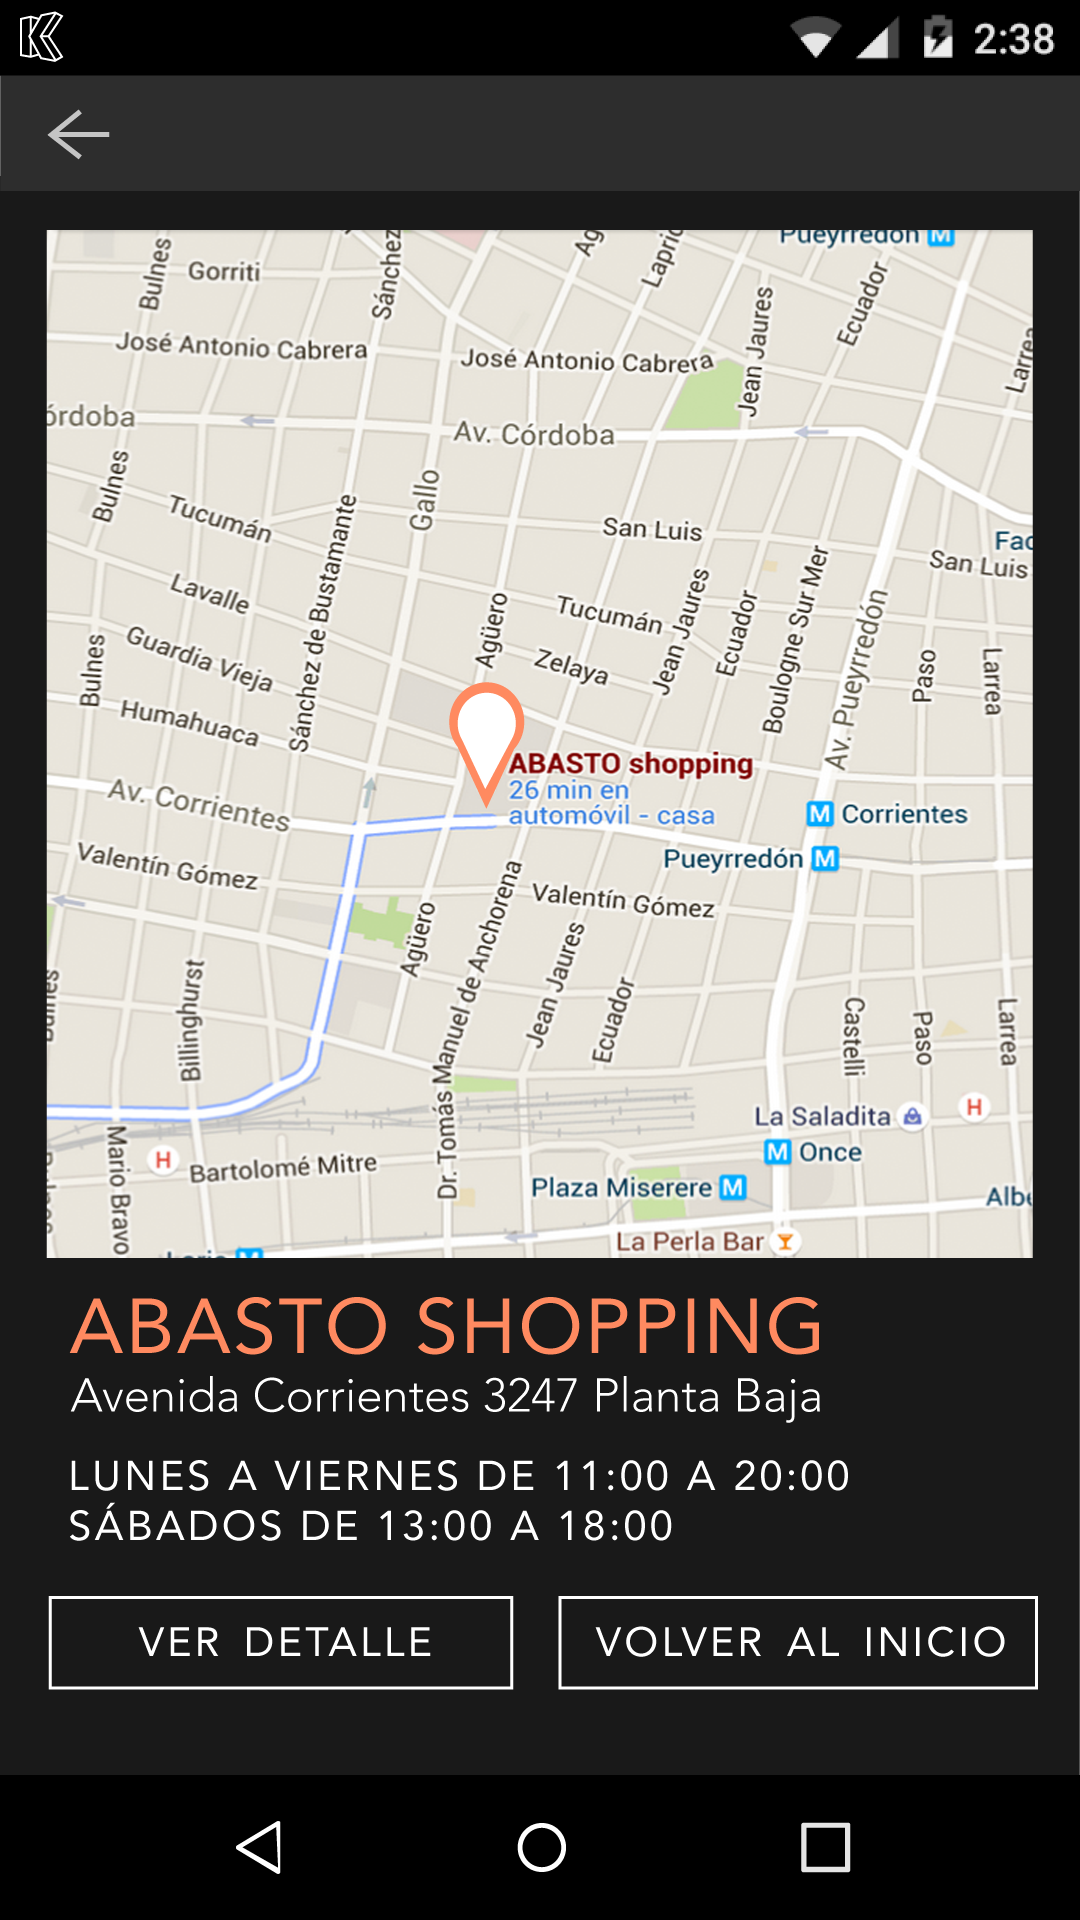 2:38
Pueyrredón M
Bulnes
Gorriti
Sánchez
Ag
Lapric
Ecuador
Jean Jaures
Larrea
José Antonio Cabrera
José Antonio Cabrera
órdoba
Av. Córdoba
Bulnes
Gallo
Tucumán
San Luis
Fac
San Luis
Lavalle
Sánchez de Bustamante
Agüero
Tucumán
Jean Jaures
Ecuador
Boulogne Sur Mer
Av. Pueyrredón
Guardia Vieja
Zelaya
Bulnes
Paso
Larrea
Humahuaca
ABASTO shopping
26 min en
automóvil - casa
Av. Corrientes
M Corrientes
Pueyrredón M
Valentín Gómez
Valentín Gómez
Agüero
Dr. Tomás Manuel de Anchorena
Jean Jaures
Ecuador
Billinghurst
Castelli
Paso
Larrea
La Saladita
H
Mario Bravo
H
Bartolomé Mitre
M Once
Plaza Miserere M
Albe
La Perla Bar
ABASTO SHOPPING
Avenida Corrientes 3247 Planta Baja
LUNES A VIERNES DE 11:00 A 20:00
SÁBADOS DE 13:00 A 18:00
VER DETALLE
VOLVER AL INICIO